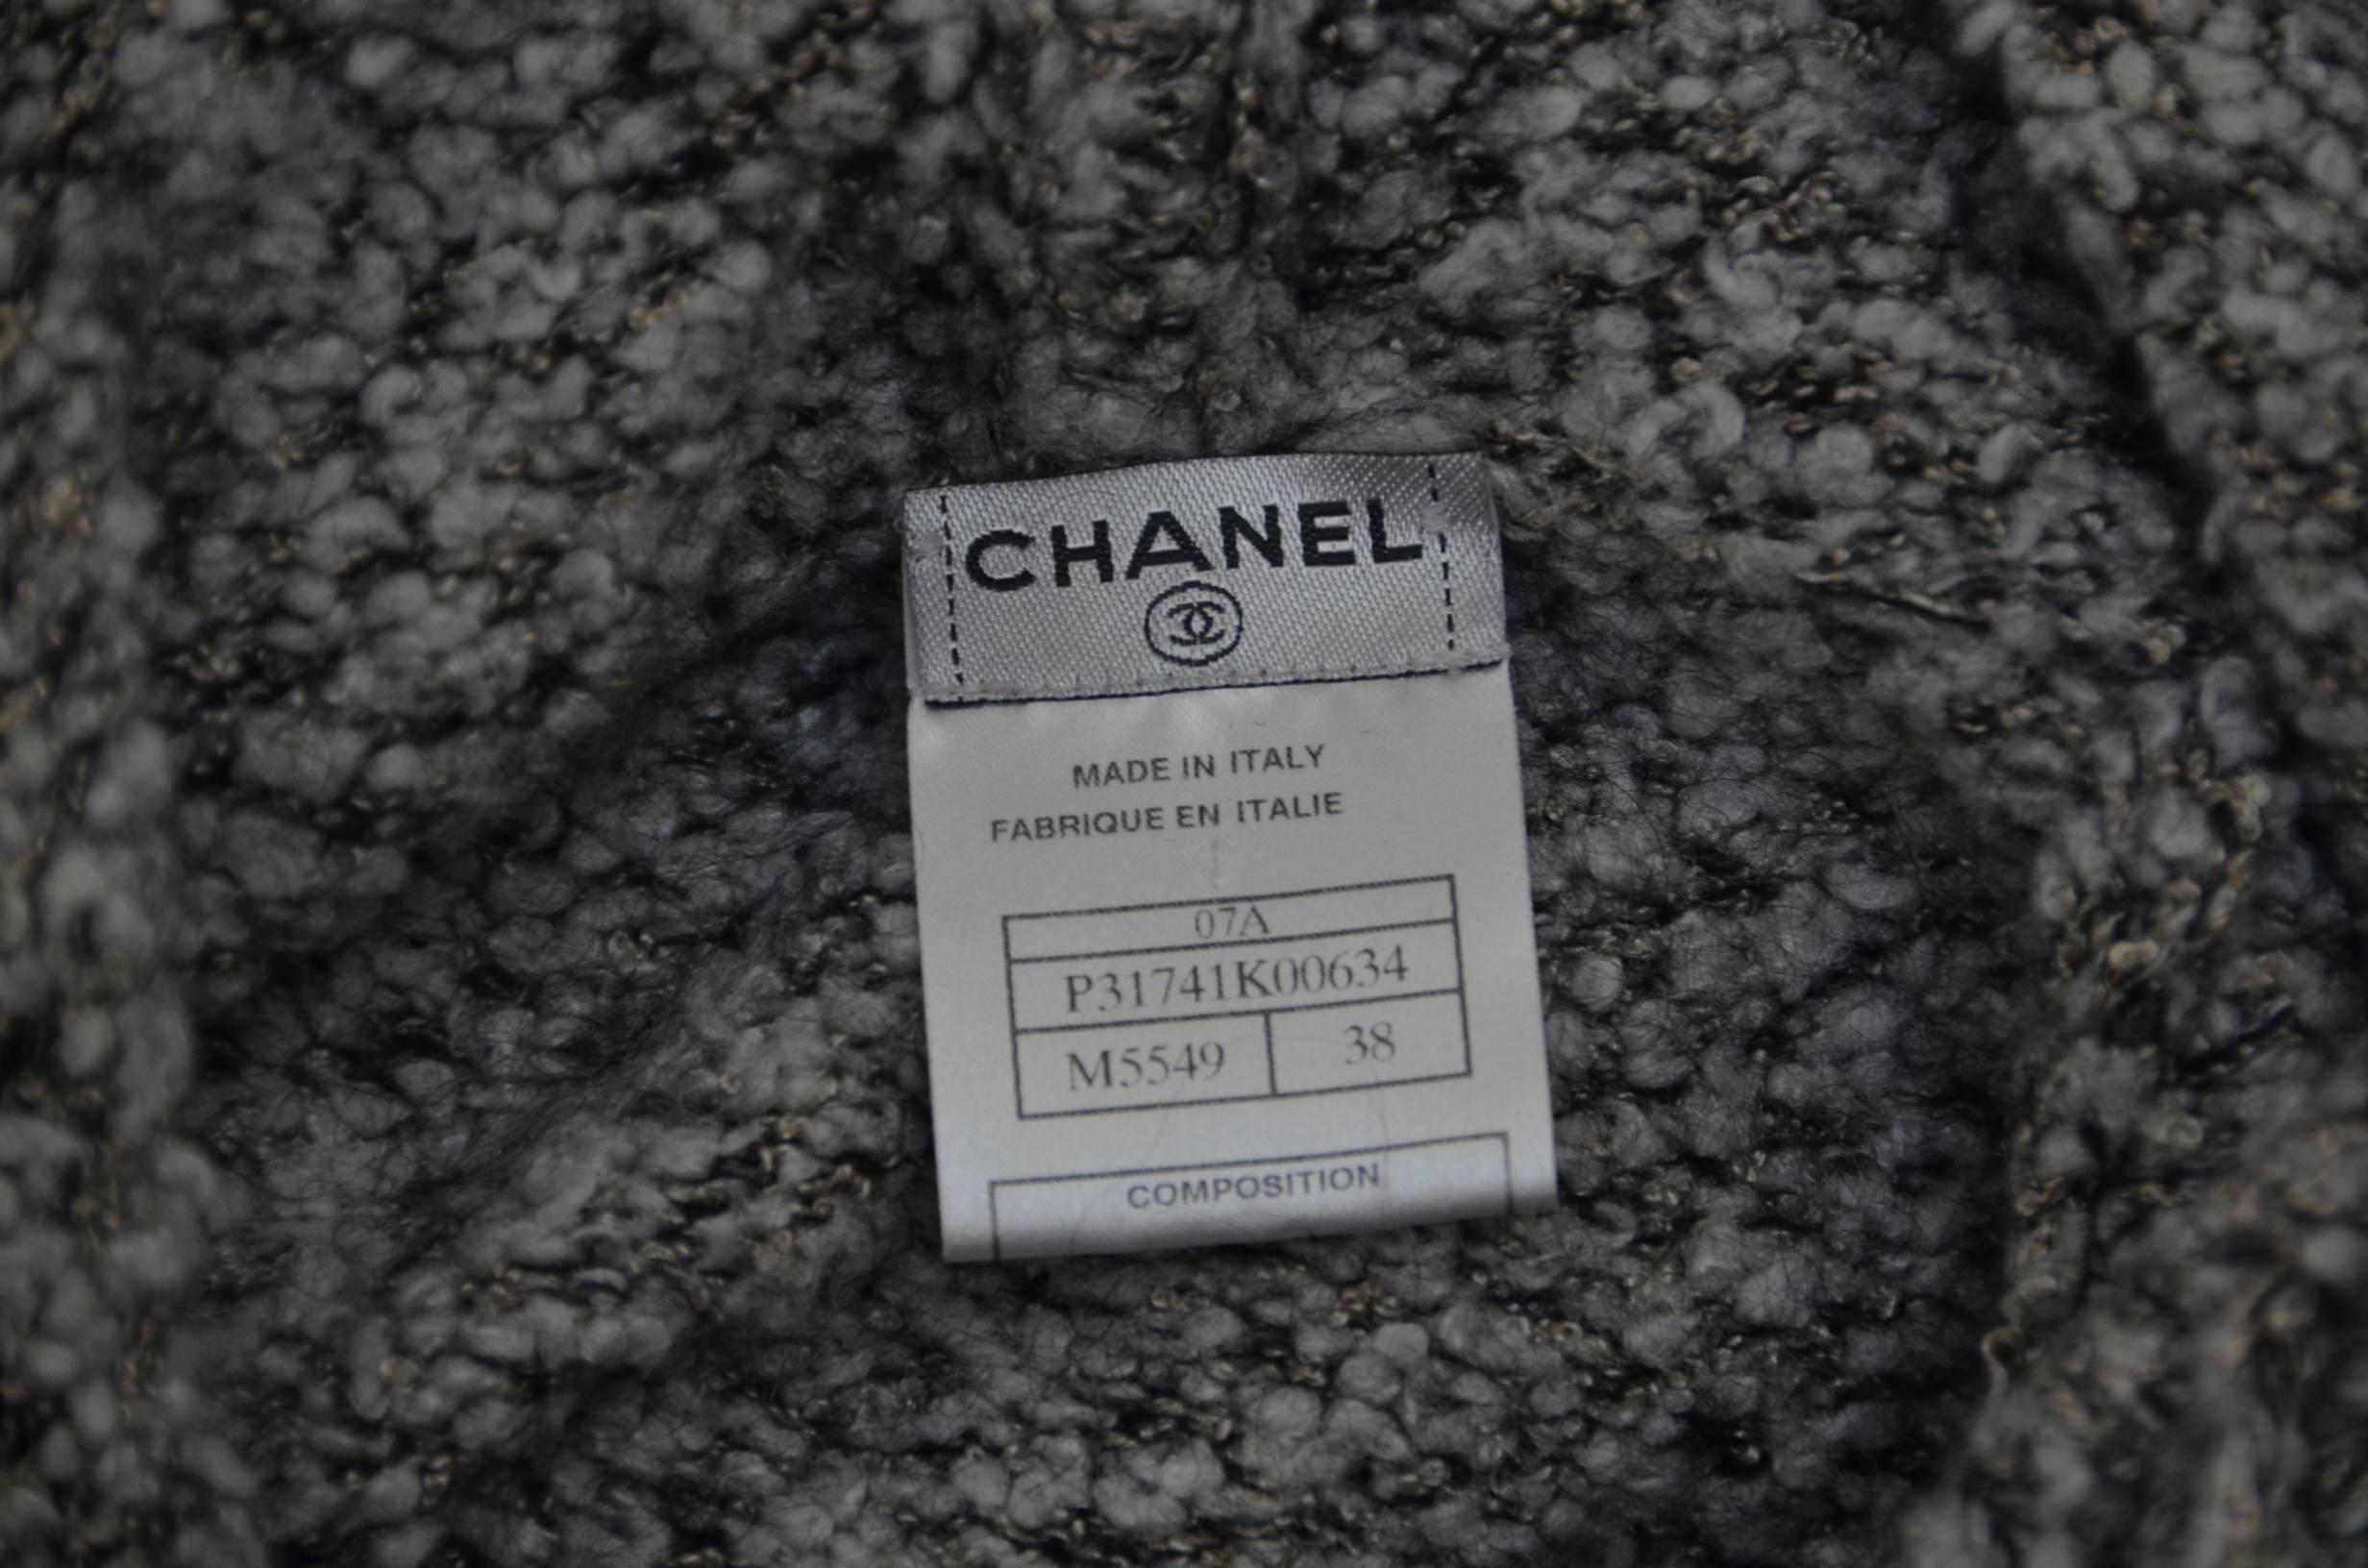 CHANEL
MADE IN ITALY
FABRIQUE EN ITALIE
07A
P31741K00634
M5549 38
COMPOSITION